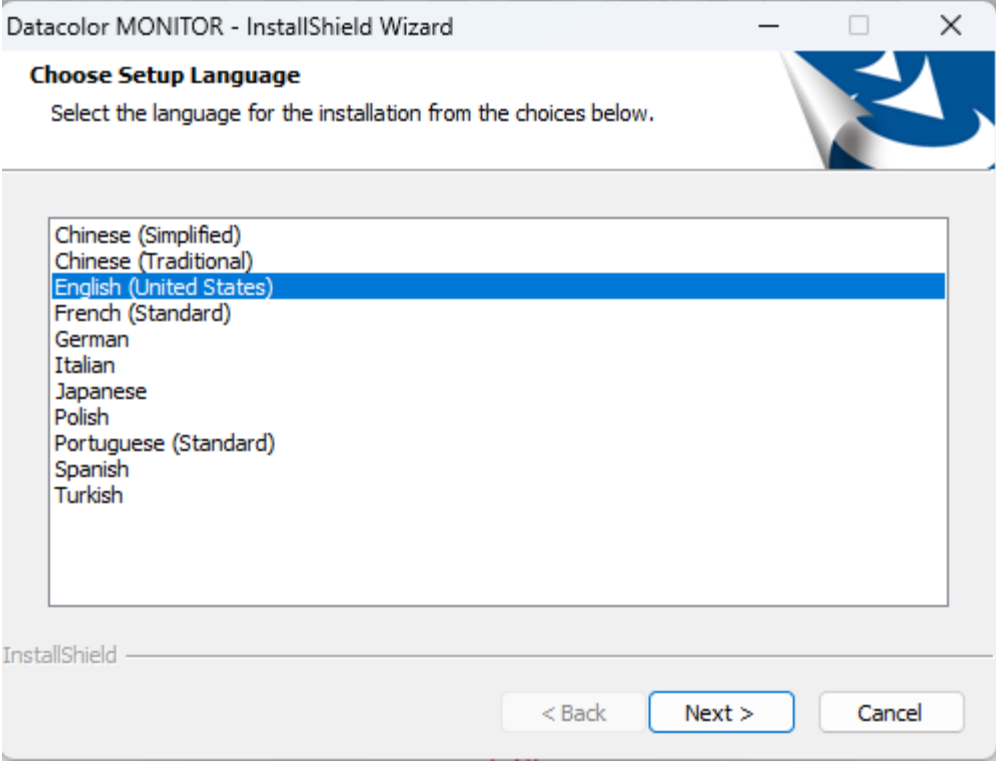 Datacolor MONITOR - InstallShield Wizard
Choose Setup Language
Select the language for the installation from the choices below.
Chinese (Simplified)
Chinese (Traditional)
English (United States)
French (Standard)
German
Italian
Japanese
Polish
Portuguese (Standard)
Spanish
Turkish
InstallShield
< Back
Next >
Cancel